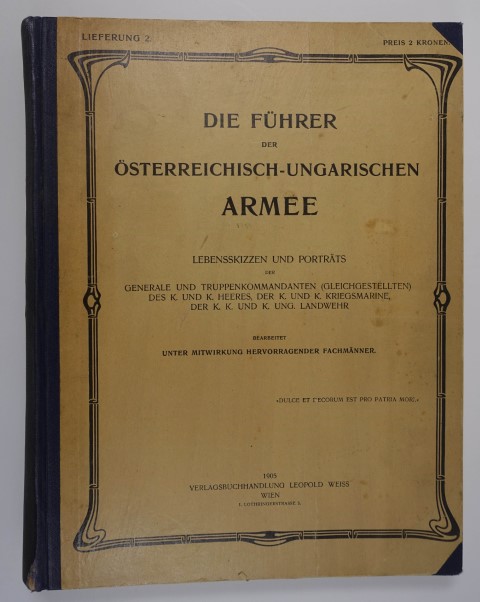 LIEFERUNG 2.
PREIS 2 KRONEN.
DIE FÜHRER
DER
ÖSTERREICHISCH-UNGARISCHEN
ARMEE
LEBENSSKIZZEN UND PORTRÄTS
DER
GENERALE UND TRUPPENKOMMANDANTEN (GLEICHGESTELLTEN)
DES K. UND K. HEERES, DER K. UND K. KRIEGSMARINE,
DER K. K. UND K. UNG. LANDWEHR
BEARBEITET
UNTER MITWIRKUNG HERVORRAGENDER FACHMÄNNER.
»DULCE ET DECORUM EST PRO PATRIA MORI.«
VERLAGSBUCHHANDLUNG LEOPOLD WEISS
WIEN